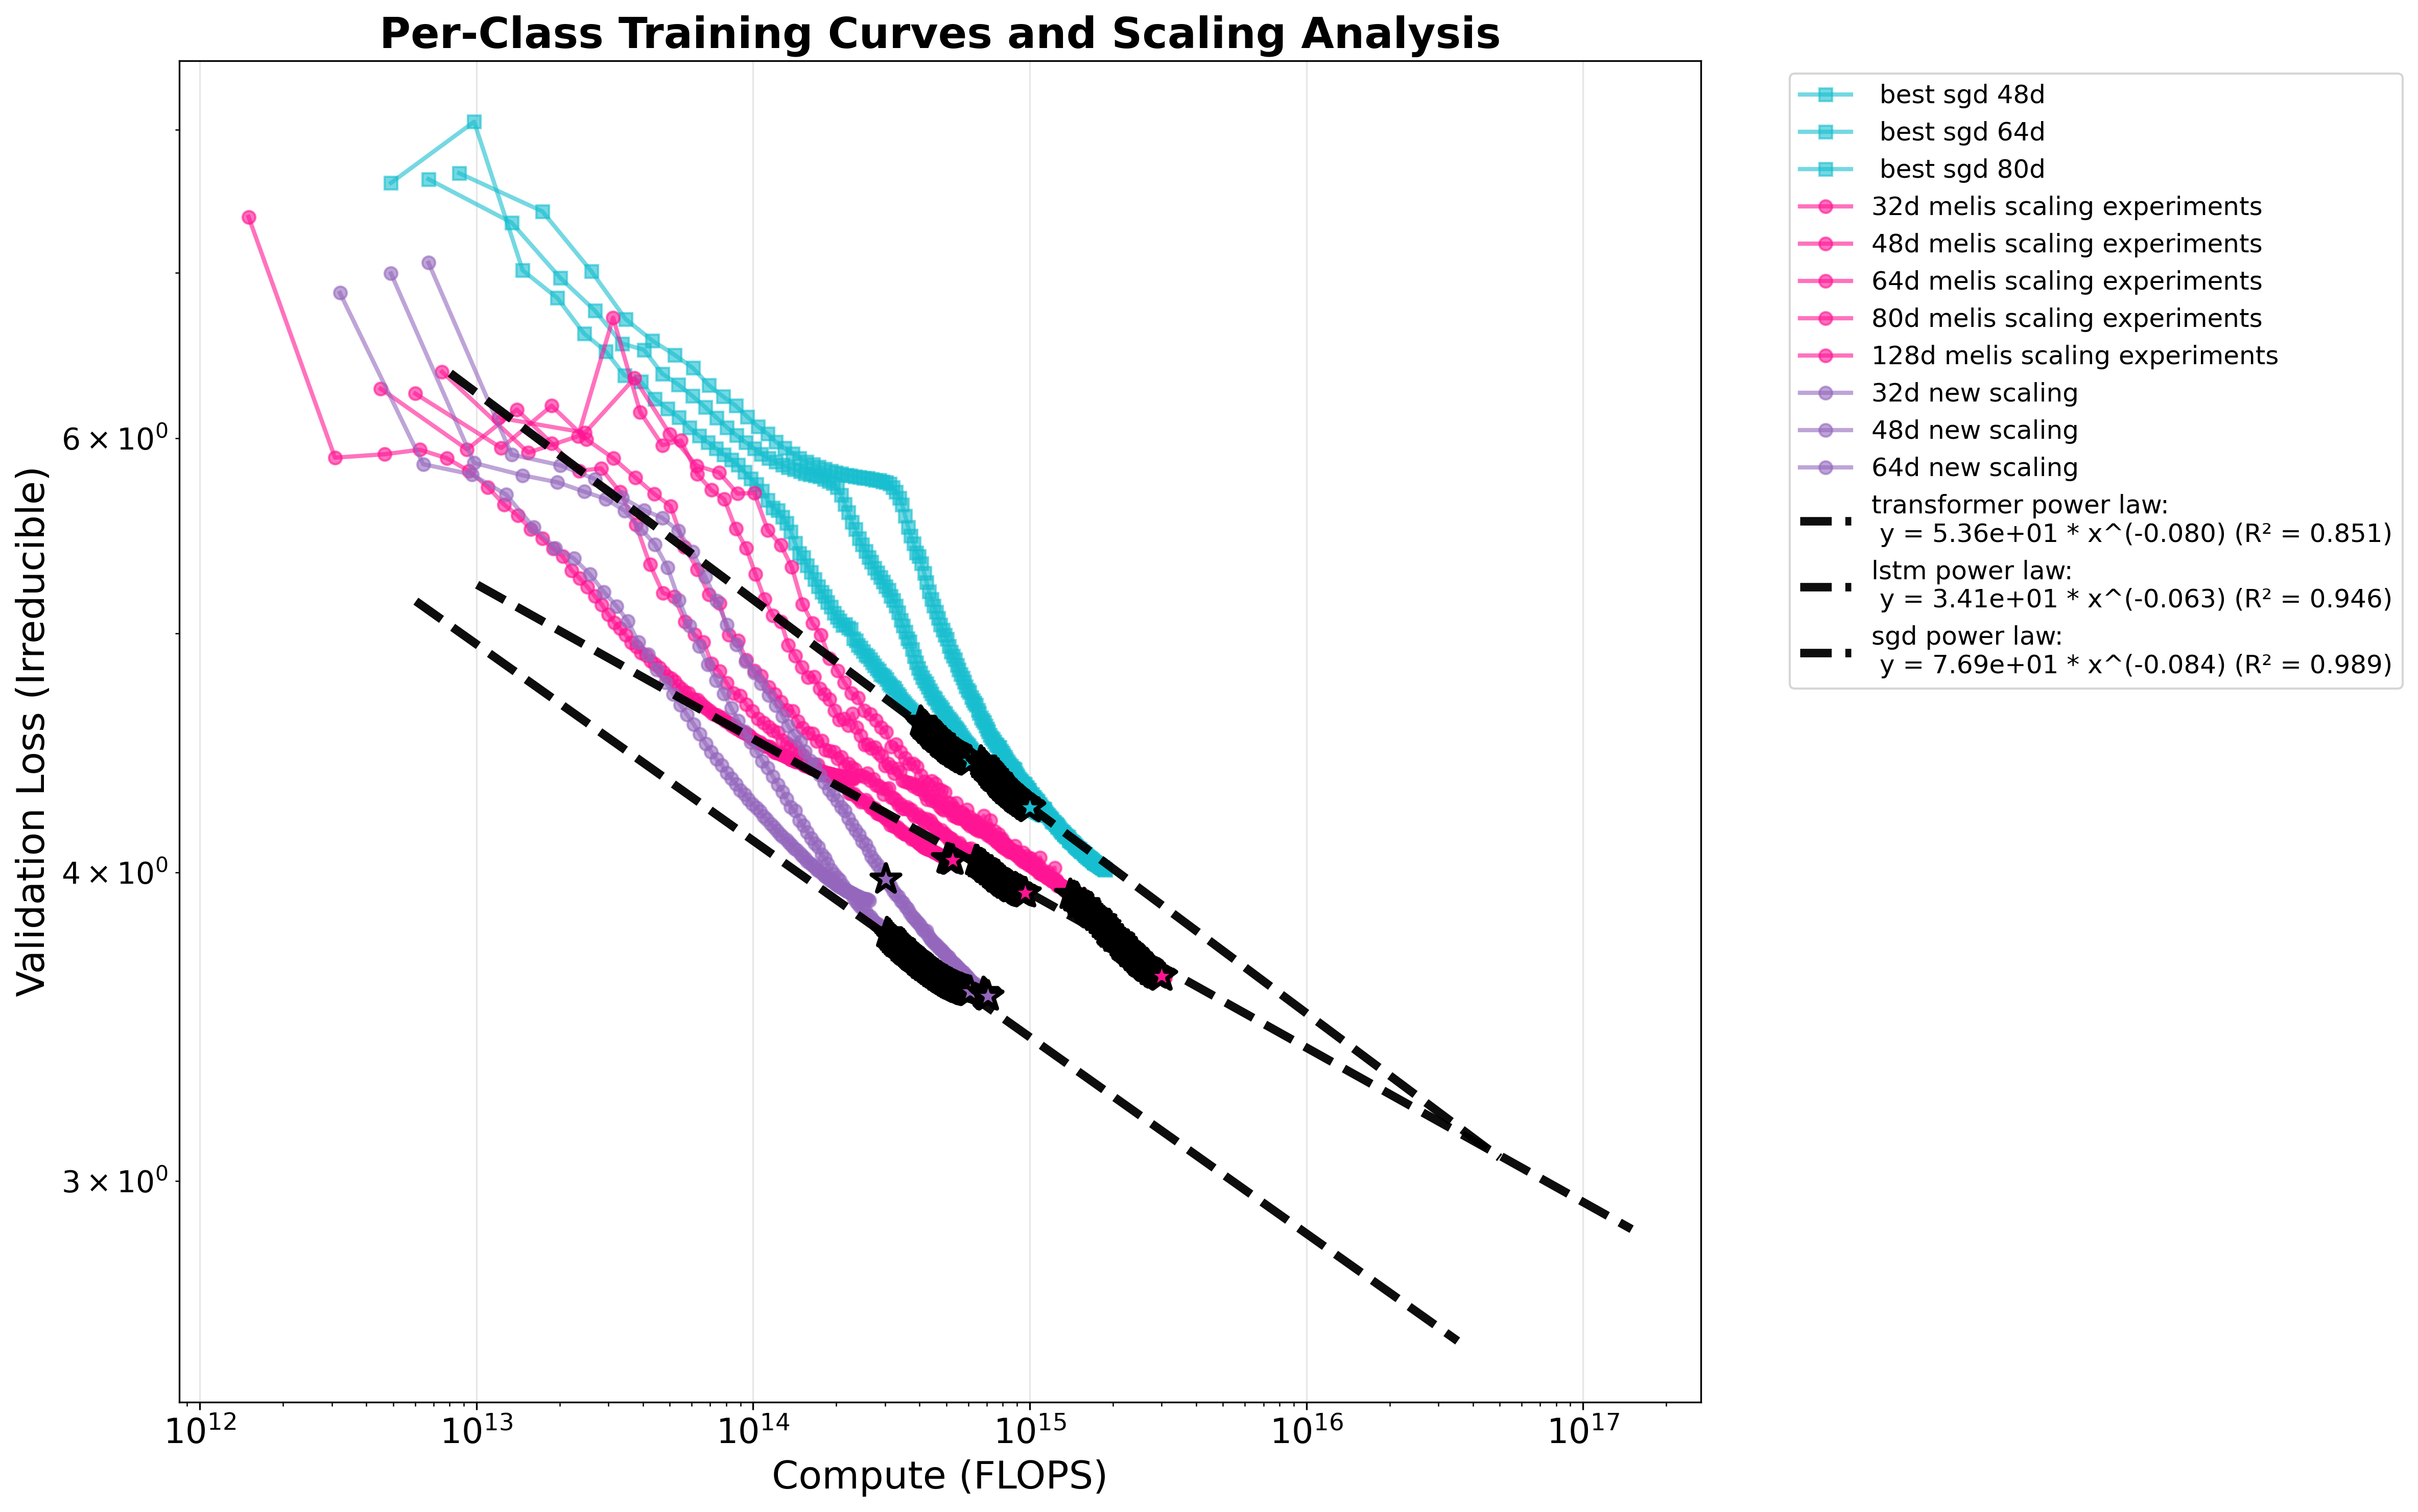 Per-Class Training Curves and Scaling Analysis
Validation Loss (Irreducible)
6 × 10⁰
4 × 10⁰
3 × 10⁰
10¹² 10¹³ 10¹⁴ 10¹⁵ 10¹⁶ 10¹⁷
Compute (FLOPS)
best sgd 48d
best sgd 64d
best sgd 80d
32d melis scaling experiments
48d melis scaling experiments
64d melis scaling experiments
80d melis scaling experiments
128d melis scaling experiments
32d new scaling
48d new scaling
64d new scaling
transformer power law:
y = 5.36e+01 * x^(-0.080) (R² = 0.851)
lstm power law:
y = 3.41e+01 * x^(-0.063) (R² = 0.946)
sgd power law:
y = 7.69e+01 * x^(-0.084) (R² = 0.989)